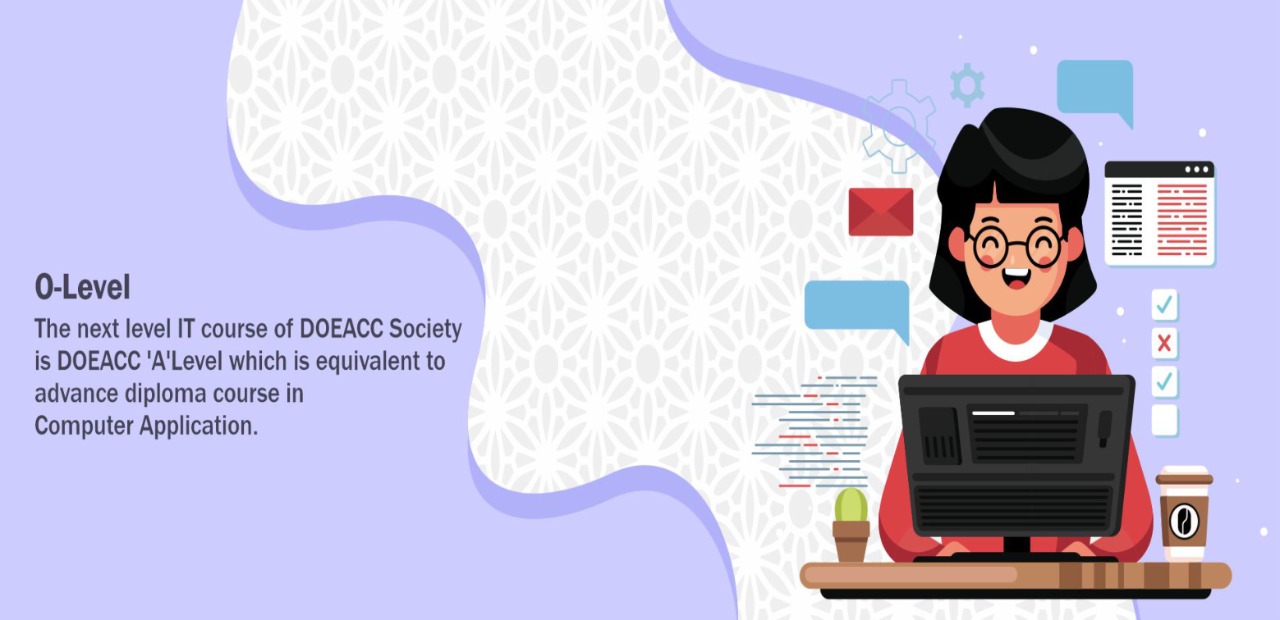 O-Level
The next level IT course of DOEACC Society
is DOEACC 'A'Level which is equivalent to
advance diploma course in
Computer Application.